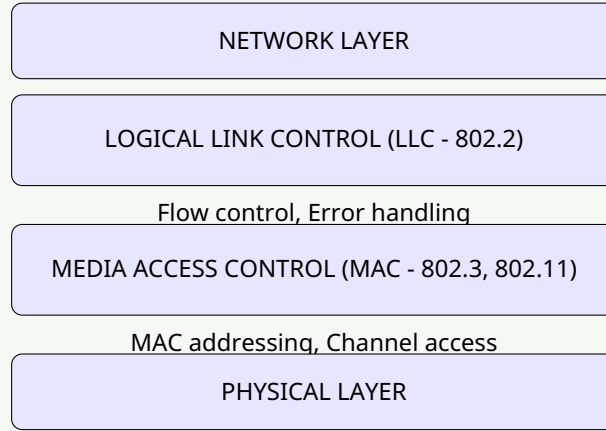 NETWORK LAYER
LOGICAL LINK CONTROL (LLC - 802.2)
Flow control, Error handling
MEDIA ACCESS CONTROL (MAC - 802.3, 802.11)
MAC addressing, Channel access
PHYSICAL LAYER